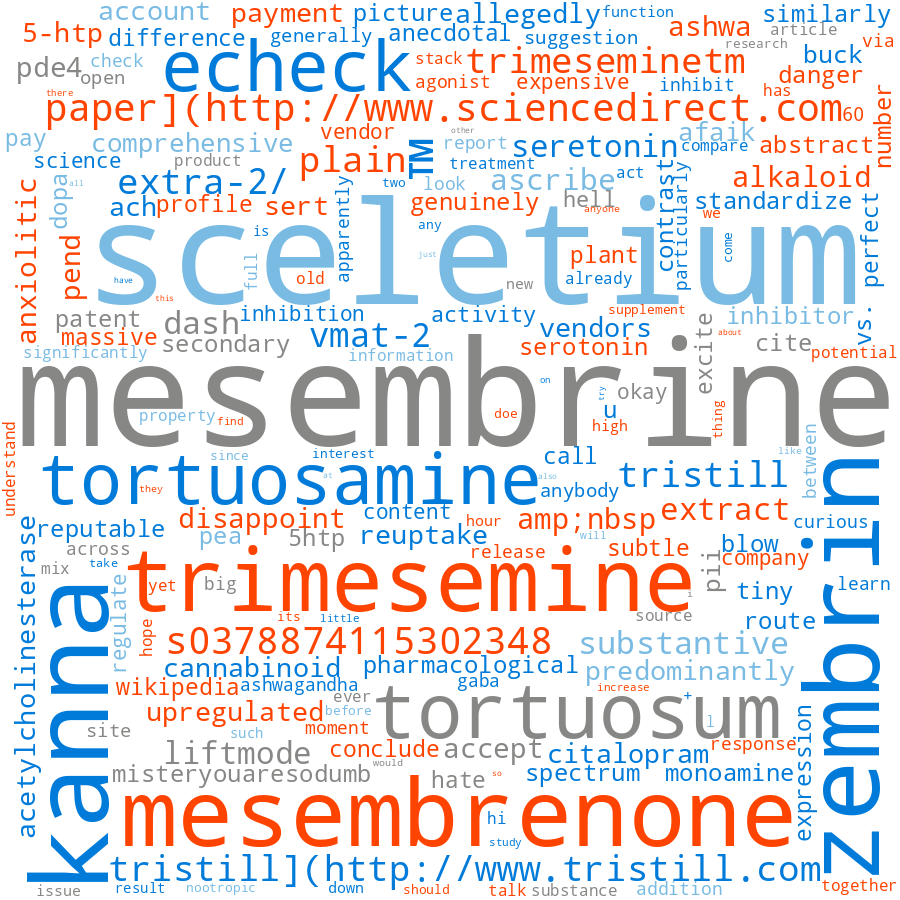 account payment picture allegedly function similarly
5-htp difference generally anecdotal suggestion ashwa article
pde4 check open echeck stack trimeseminetm research buck via
there agonist expensive inhibit has danger
paper](http://www.sciencedirect.com 60 number
pay comprehensive vendor other report seretonin afaik compare abstract
science product plain TM treatment
extra-2/ two look ascribe act contrast particularly alkaloid
anxiolitic dopa all ach profile sert apparently genuinely hell anyone we standardize
pend is any plant come perfect
sceletium
full old just already
have this new supplement
patent inhibition dash vmat-2 activity vendors inhibitor vs.
massive secondary serotonin excite about cite
significantly information potential
mesembrine
on try okay
property find doe u thing high
understand since interest call between like
tortuosamine at also tristill
they anybody
reputable disappoint content amp;nbsp extract curious
across pea 5htp reuptake hour will subtle blow company
acetylcholinesterase mix take yet big release pii tiny learn
trimesemine i
regulate hope its little source route
kanna s0378874115302348 substantive zembrin
cannabinoid pharmacological predominantly
wikipedia ashwagandha gaba increase +
upregulated ever before tortuosum l expression
site such moment
liftmode conclude accept citalopram response
misteryouaresodumb would hate so spectrum monoamine
mesembrenone
hi
study
tristill](http://www.tristill.com
issue result nootropic down should talk substance addition together